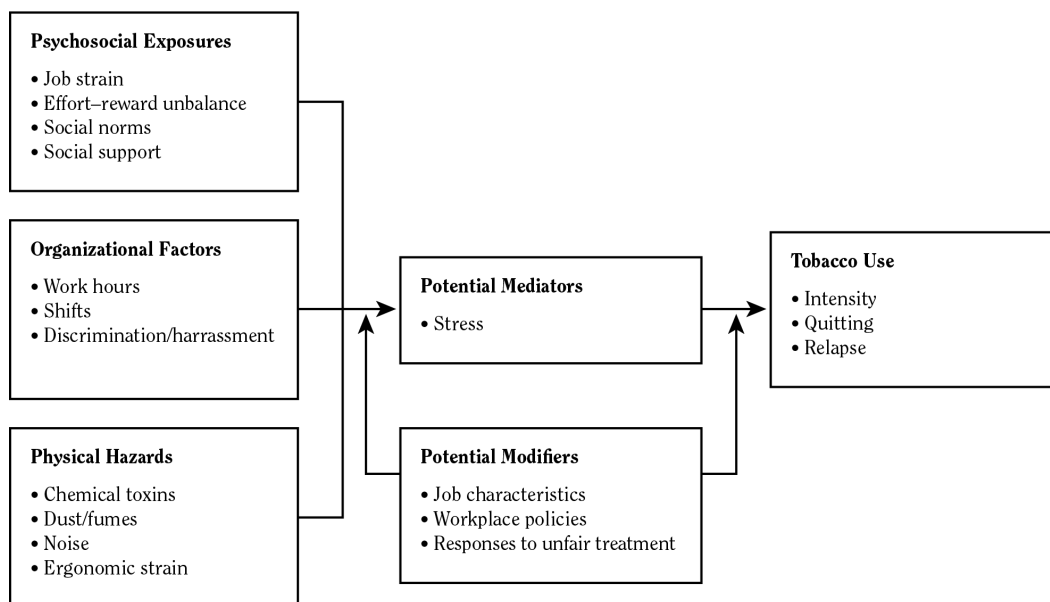 Psychosocial Exposures
• Job strain
• Effort–reward unbalance
• Social norms
• Social support
Organizational Factors
• Work hours
• Shifts
• Discrimination/harrassment
Physical Hazards
• Chemical toxins
• Dust/fumes
• Noise
• Ergonomic strain
Potential Mediators
• Stress
Potential Modifiers
• Job characteristics
• Workplace policies
• Responses to unfair treatment
Tobacco Use
• Intensity
• Quitting
• Relapse